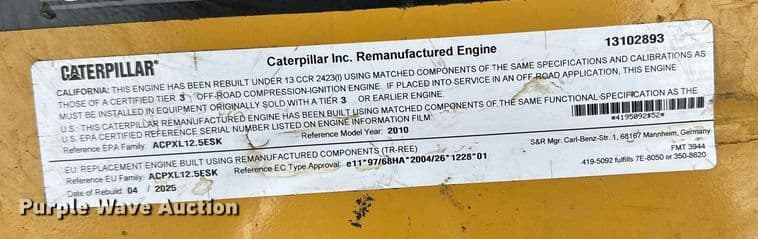 CATERPILLAR®
Caterpillar Inc. Remanufactured Engine
13102893
CALIFORNIA: THIS ENGINE HAS BEEN REBUILT UNDER 13 CCR 2423(l) USING MATCHED COMPONENTS OF THE SAME SPECIFICATIONS AND CALIBRATIONS AS
THOSE OF A CERTIFIED TIER 3 OFF-ROAD COMPRESSION-IGNITION ENGINE. IF PLACED INTO SERVICE IN AN OFF-ROAD APPLICATION, THIS ENGINE
MUST BE INSTALLED IN EQUIPMENT ORIGINALLY SOLD WITH A TIER 3 OR EARLIER ENGINE.
U.S.: THIS CATERPILLAR REMANUFACTURED ENGINE HAS BEEN BUILT USING MATCHED COMPONENTS OF THE SAME FUNCTIONAL SPECIFICATION AS THE
U.S. EPA CERTIFIED REFERENCE SERIAL NUMBER LISTED ON ENGINE INFORMATION FILM.
*4195092*52*
Reference EPA Family: ACPXL12.5ESK
Reference Model Year: 2010
S&R Mgr. Carl-Benz-Str. 1, 68167 Mannheim, Germany
EU: REPLACEMENT ENGINE BUILT USING REMANUFACTURED COMPONENTS (TR-REE)
FMT 3944
Reference EU Family: ACPXL12.5ESK
Reference EC Type Approval: e11*97/68HA*2004/26*1228*01
419-5092 fulfills 7E-8050 or 350-8620
Date of Rebuild: 04 / 2025
Purple Wave Auction